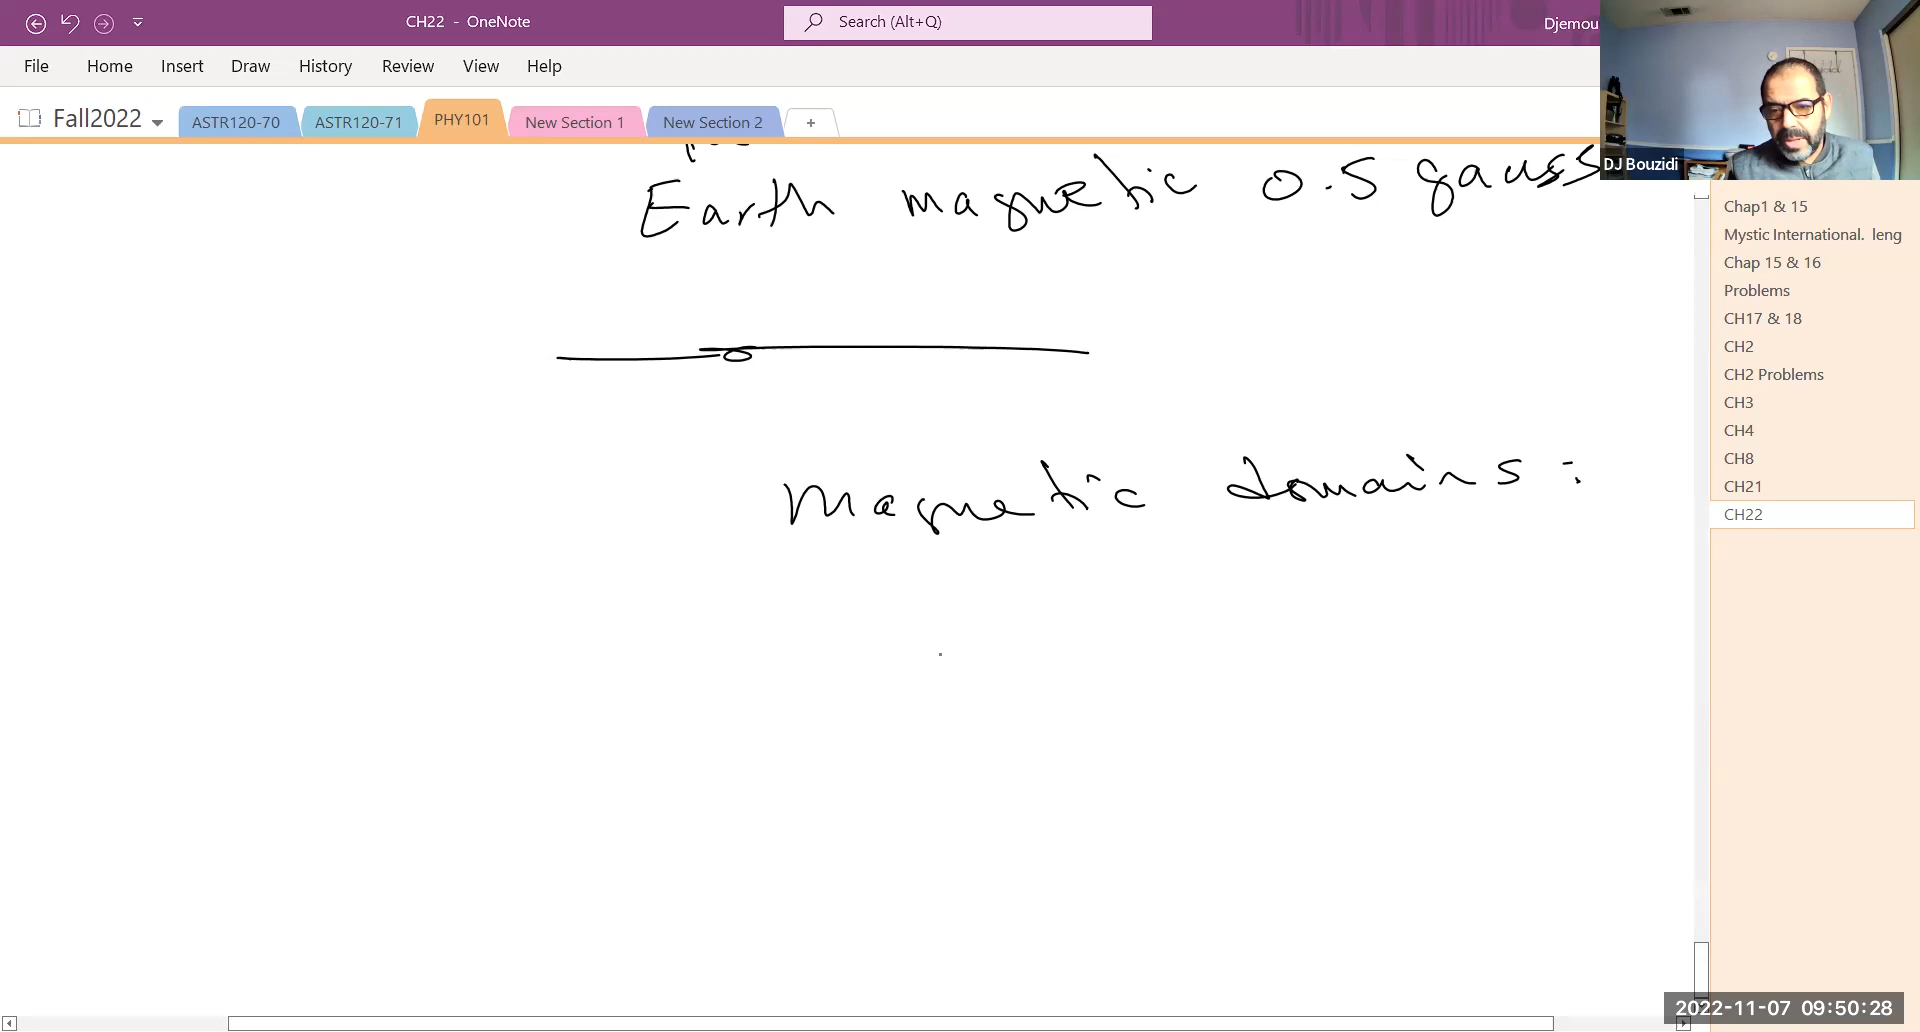 CH22 - OneNote
Search (Alt+Q)
Djemou
File Home Insert Draw History Review View Help
Fall2022 ASTR120-70 ASTR120-71 PHY101 New Section 1 New Section 2 +
DJ Bouzidi
Earth magnetic 0.5 gauss
Magnetic domains :
Chap1 & 15
Mystic International. leng
Chap 15 & 16
Problems
CH17 & 18
CH2
CH2 Problems
CH3
CH4
CH8
CH21
CH22
2022-11-07 09:50:28